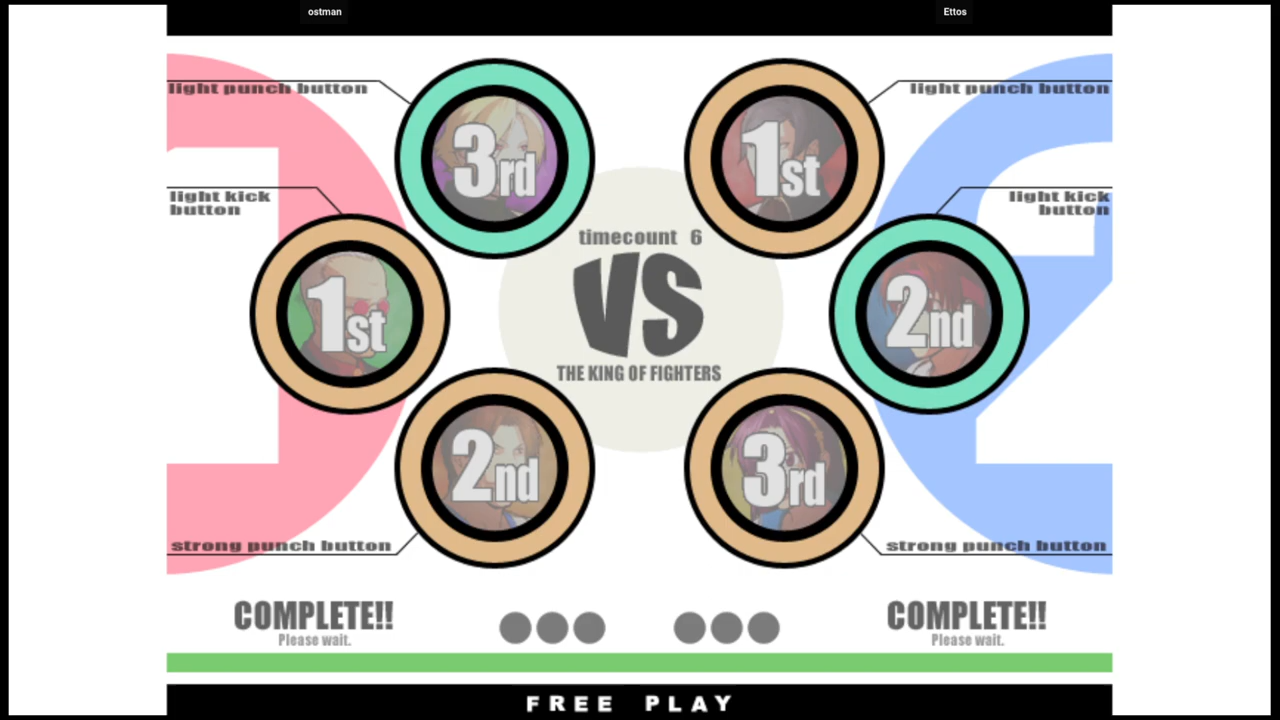 ostman
Ettos
light punch button
light punch button
3rd
1st
light kick
button
light kick
button
timecount 6
VS
THE KING OF FIGHTERS
1st
2nd
2nd
3rd
strong punch button
strong punch button
COMPLETE!!
Please wait.
COMPLETE!!
Please wait.
FREE PLAY